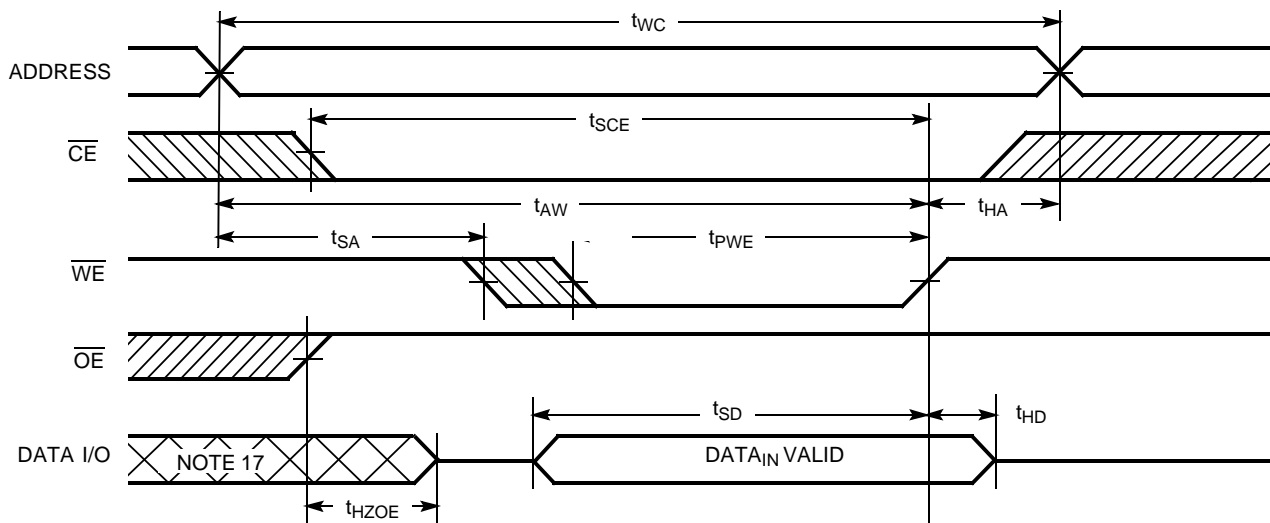 tWC
ADDRESS
tSCE
CE
tAW
tHA
tSA
tPWE
WE
OE
tSD
tHD
DATA I/O
NOTE 17
DATAIN VALID
tHZOE